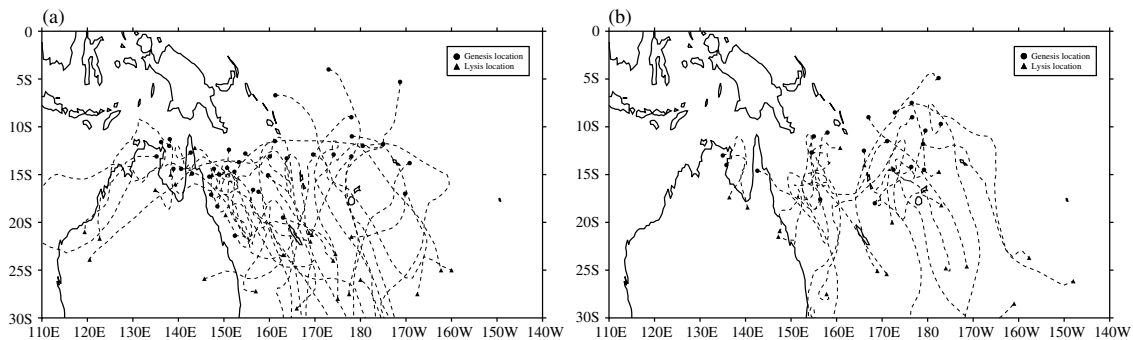 (a)
0
5S
10S
15S
20S
25S
30S
110E 120E 130E 140E 150E 160E 170E 180 170W 160W 150W 140W
Genesis location
Lysis location
(b)
0
5S
10S
15S
20S
25S
30S
110E 120E 130E 140E 150E 160E 170E 180 170W 160W 150W 140W
Genesis location
Lysis location